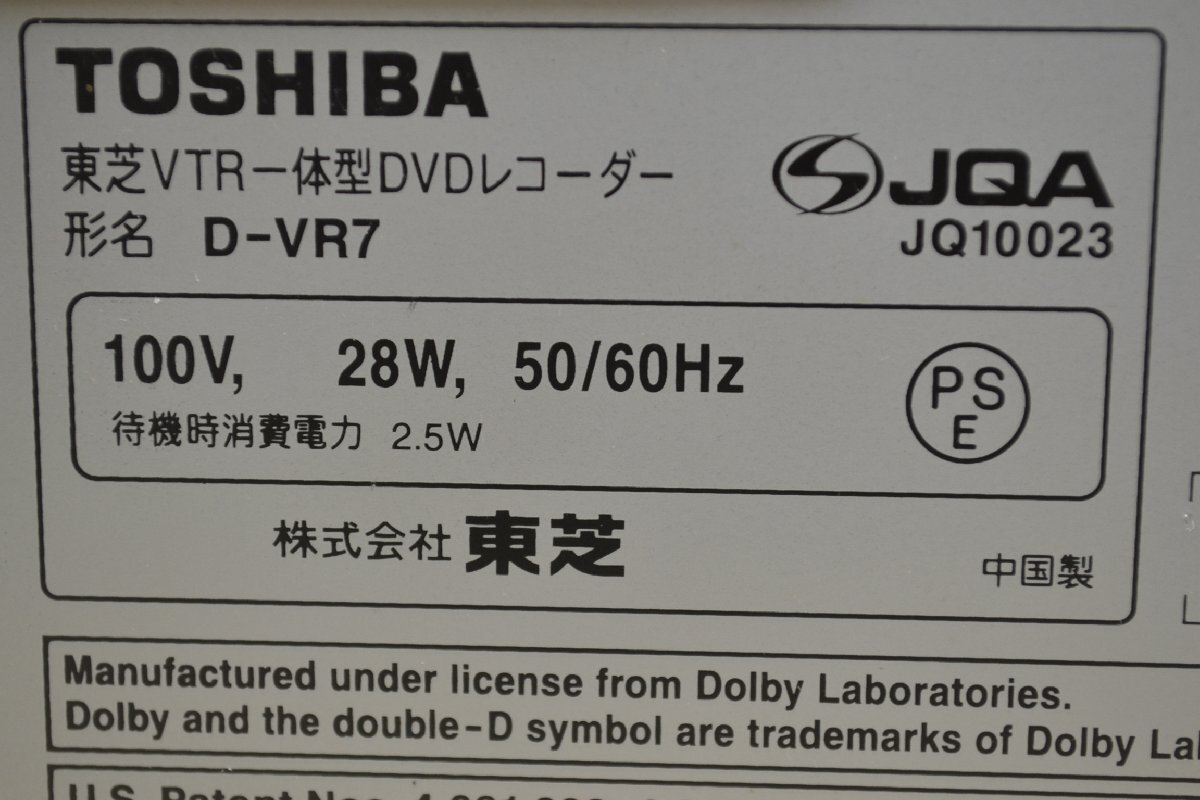 TOSHIBA
東芝VTR一体型DVDレコーダー
形名 D-VR7
JQA
JQ10023
100V, 28W, 50/60Hz
待機時消費電力 2.5W
PS
E
株式会社 東芝
中国製
Manufactured under license from Dolby Laboratories.
Dolby and the double-D symbol are trademarks of Dolby La
U.S. Patent Nos.